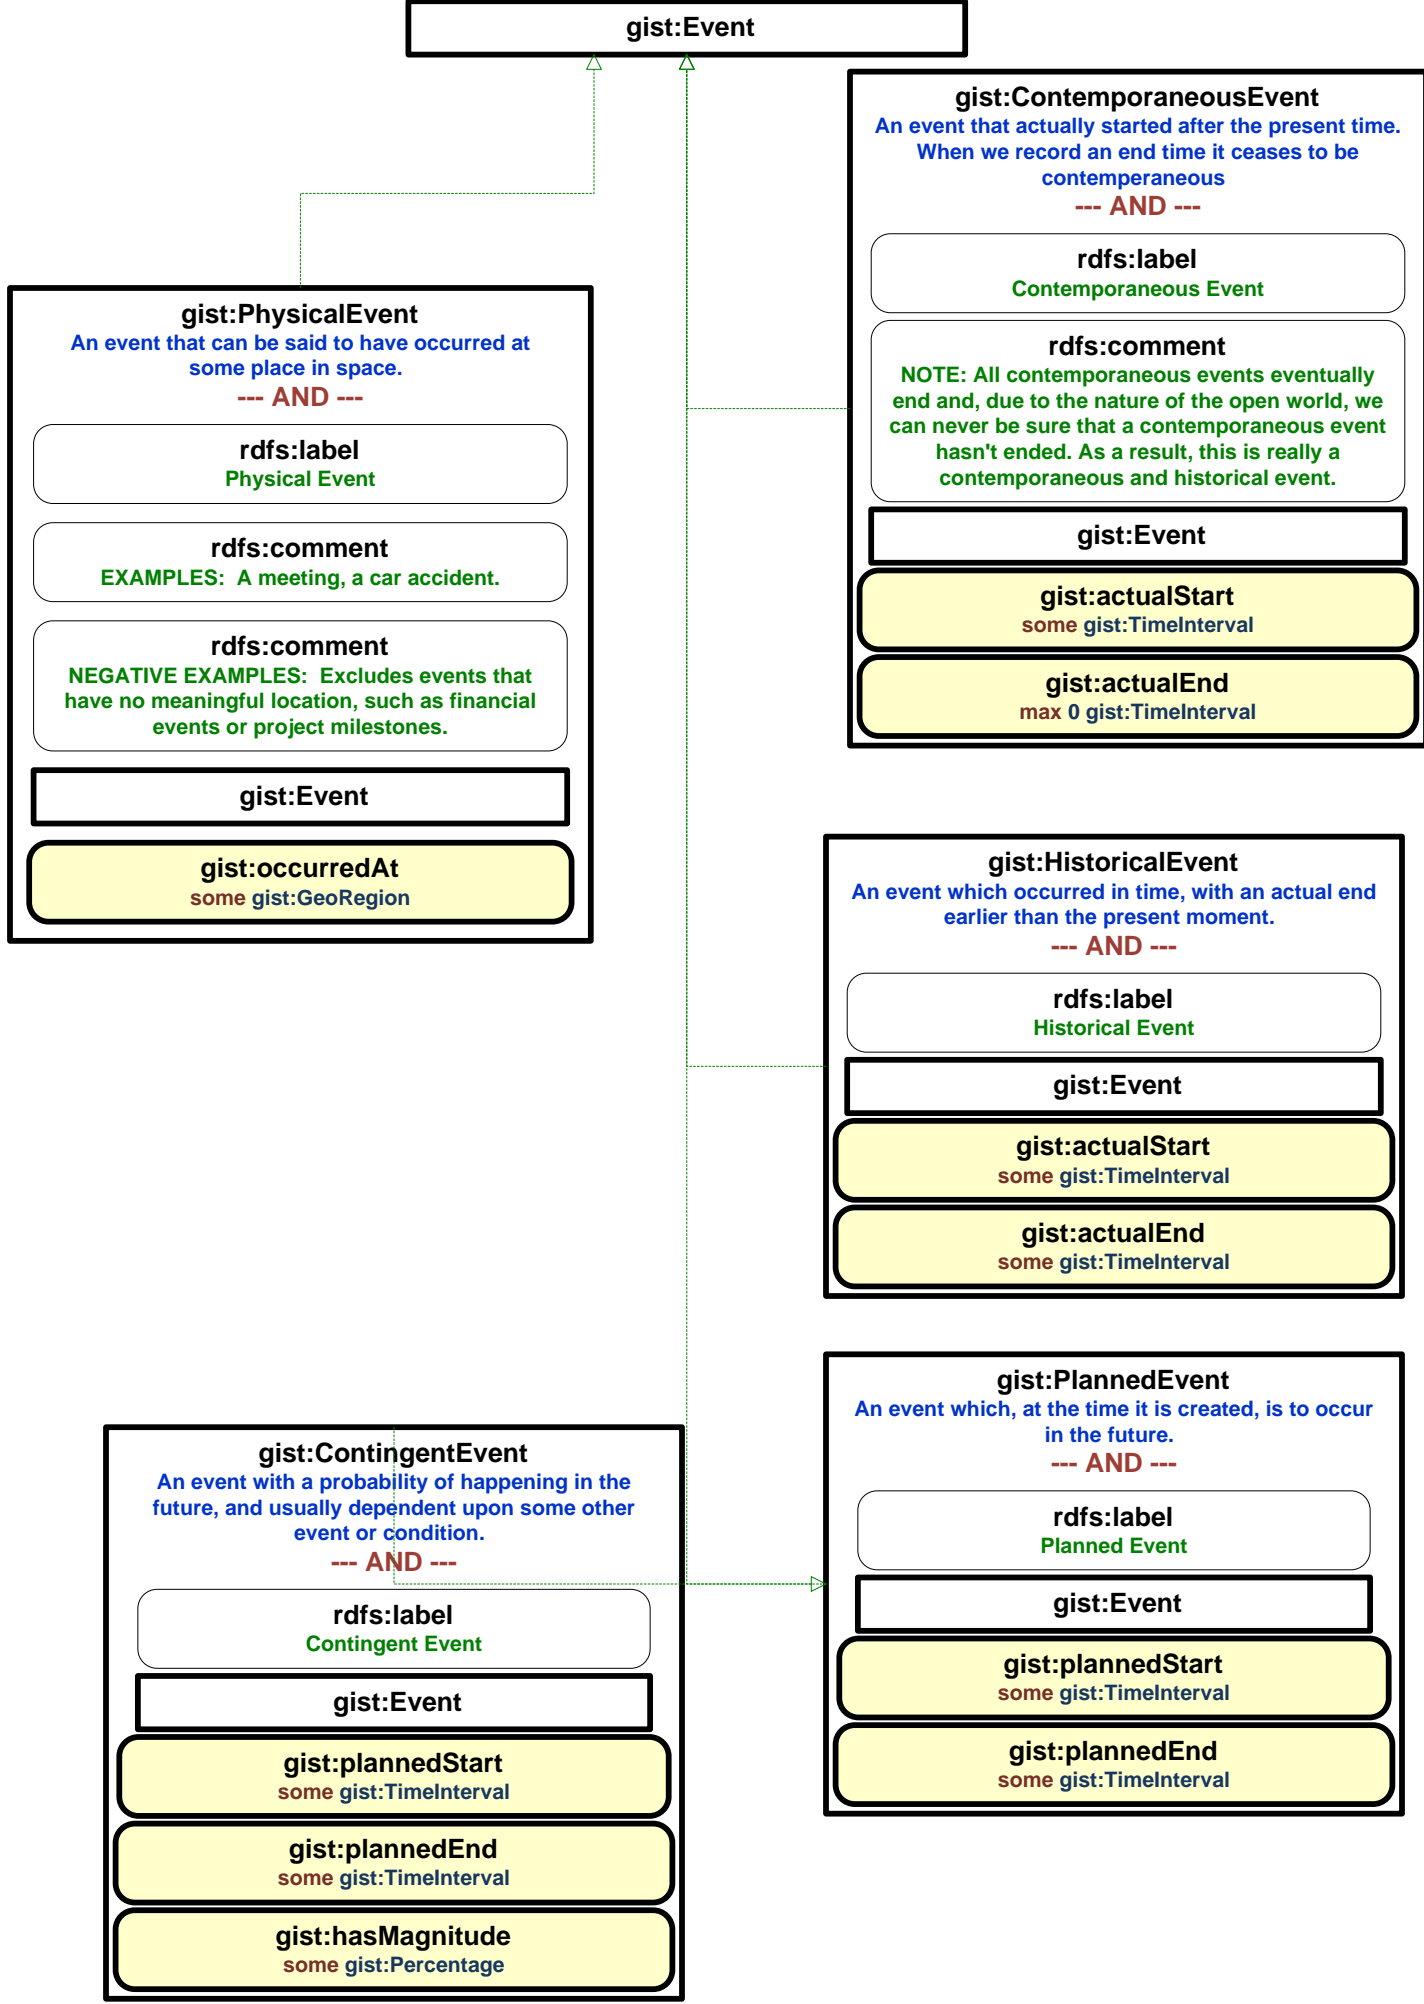 gist:Event
gist:ContemporaneousEvent
An event that actually started after the present time.
When we record an end time it ceases to be
contemperaneous
--- AND ---
rdfs:label
Contemporaneous Event
rdfs:comment
NOTE: All contemporaneous events eventually
end and, due to the nature of the open world, we
can never be sure that a contemporaneous event
hasn't ended. As a result, this is really a
contemporaneous and historical event.
gist:Event
gist:actualStart
some gist:TimeInterval
gist:actualEnd
max 0 gist:TimeInterval
gist:PhysicalEvent
An event that can be said to have occurred at
some place in space.
--- AND ---
rdfs:label
Physical Event
rdfs:comment
EXAMPLES:  A meeting, a car accident.
rdfs:comment
NEGATIVE EXAMPLES:  Excludes events that
have no meaningful location, such as financial
events or project milestones.
gist:Event
gist:occurredAt
some gist:GeoRegion
gist:HistoricalEvent
An event which occurred in time, with an actual end
earlier than the present moment.
--- AND ---
rdfs:label
Historical Event
gist:Event
gist:actualStart
some gist:TimeInterval
gist:actualEnd
some gist:TimeInterval
gist:PlannedEvent
An event which, at the time it is created, is to occur
in the future.
--- AND ---
rdfs:label
Planned Event
gist:Event
gist:plannedStart
some gist:TimeInterval
gist:plannedEnd
some gist:TimeInterval
gist:ContingentEvent
An event with a probability of happening in the
future, and usually dependent upon some other
event or condition.
--- AND ---
rdfs:label
Contingent Event
gist:Event
gist:plannedStart
some gist:TimeInterval
gist:plannedEnd
some gist:TimeInterval
gist:hasMagnitude
some gist:Percentage